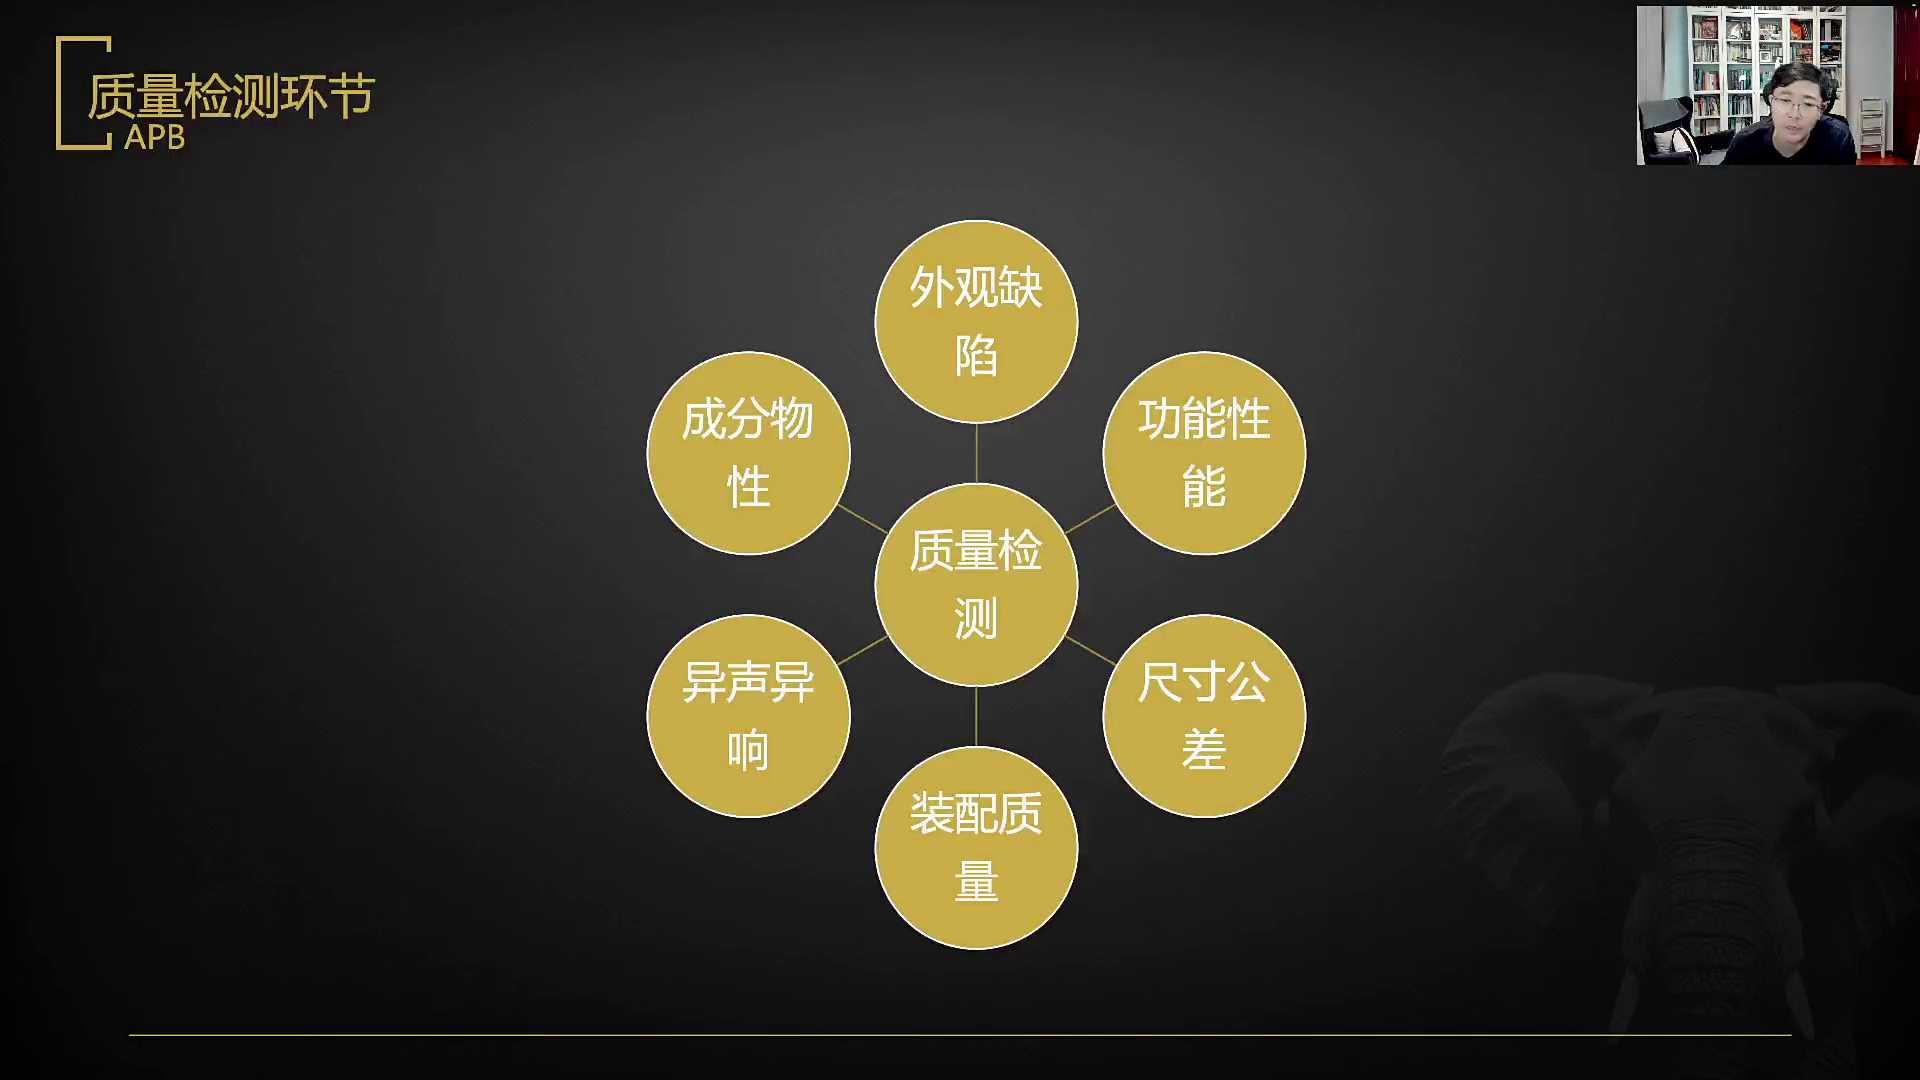 质量检测环节
APB
外观缺
陷
成分物
性
功能性
能
质量检
测
异声异
响
尺寸公
差
装配质
量